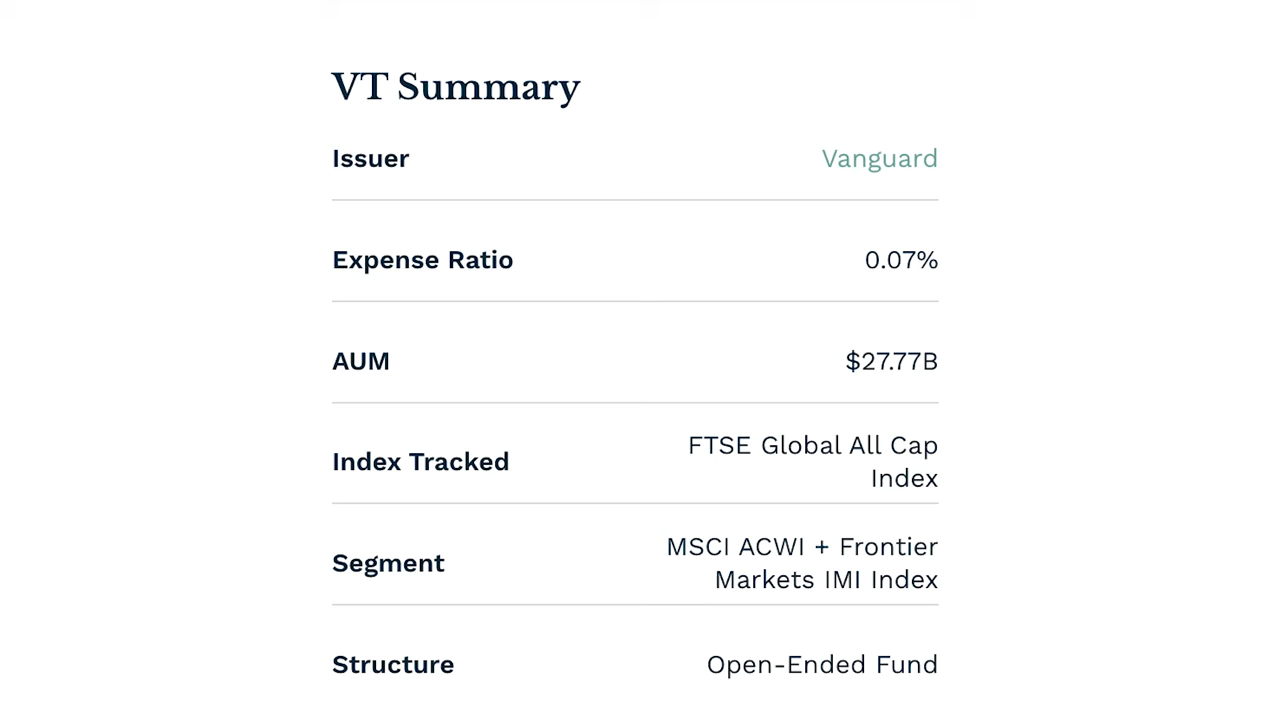 VT Summary
Issuer Vanguard
Expense Ratio 0.07%
AUM $27.77B
Index Tracked FTSE Global All Cap
Index
Segment MSCI ACWI + Frontier
Markets IMI Index
Structure Open-Ended Fund